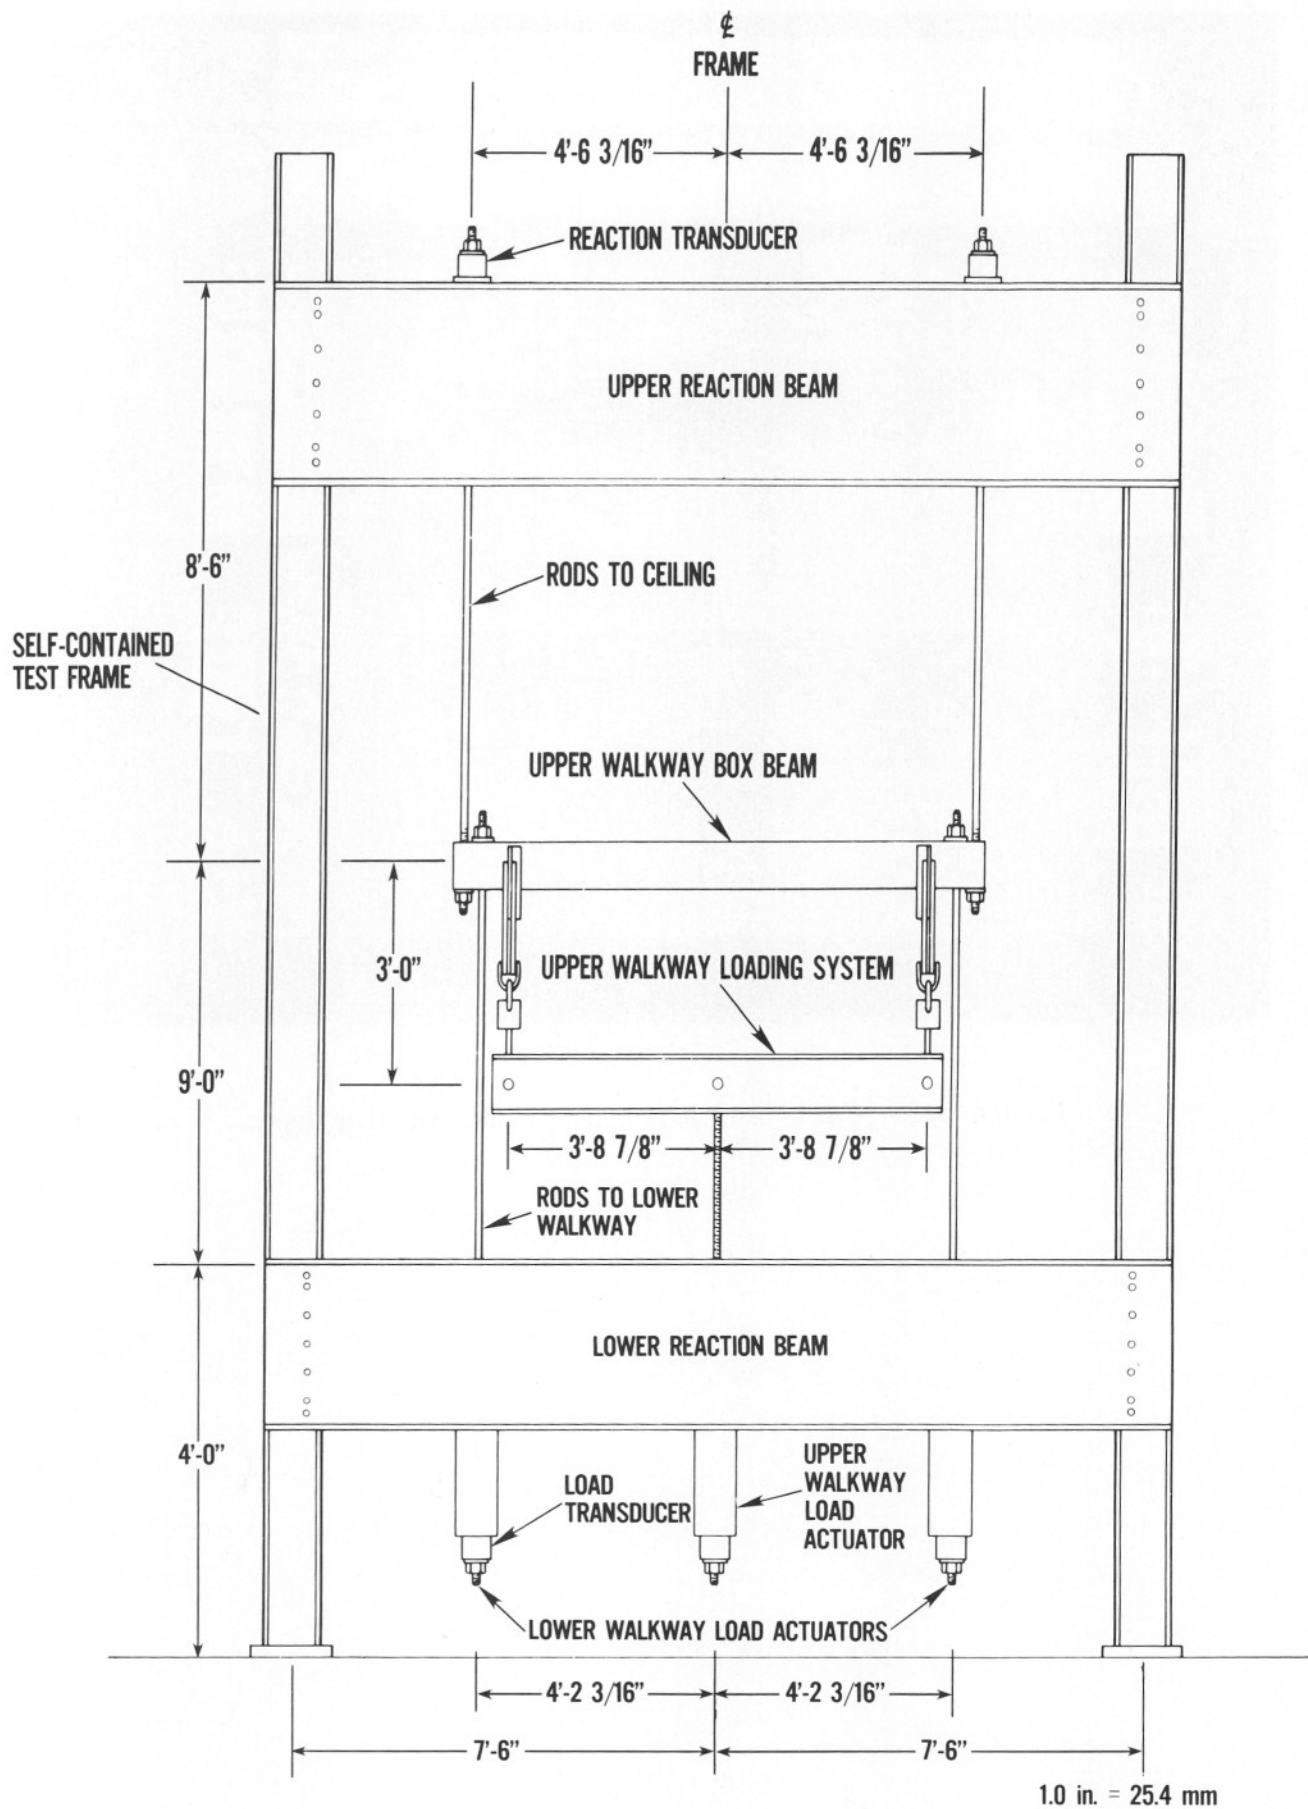 ℄
FRAME
4'-6 3/16" 4'-6 3/16"
REACTION TRANSDUCER
UPPER REACTION BEAM
8'-6"
RODS TO CEILING
SELF-CONTAINED
TEST FRAME
UPPER WALKWAY BOX BEAM
3'-0"
UPPER WALKWAY LOADING SYSTEM
9'-0"
3'-8 7/8" 3'-8 7/8"
RODS TO LOWER
WALKWAY
LOWER REACTION BEAM
4'-0"
LOAD
TRANSDUCER
UPPER
WALKWAY
LOAD
ACTUATOR
LOWER WALKWAY LOAD ACTUATORS
4'-2 3/16" 4'-2 3/16"
7'-6" 7'-6"
1.0 in. = 25.4 mm